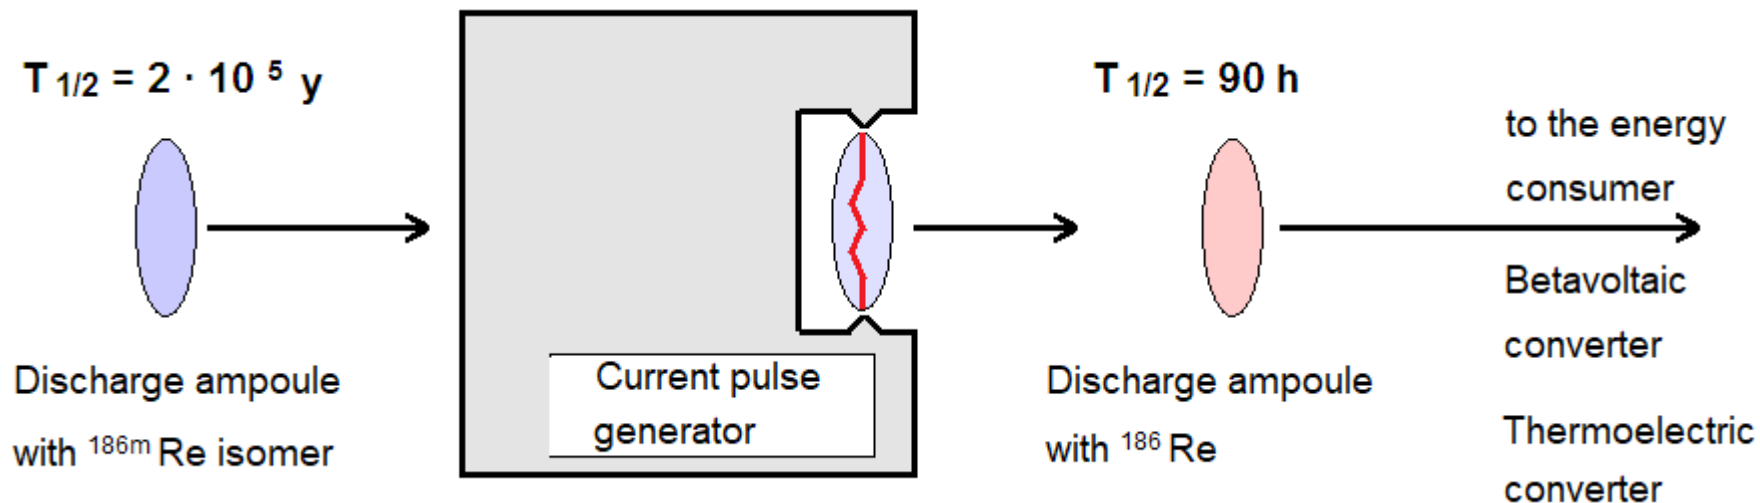 T 1/2 = 2 · 10 5 y
Discharge ampoule
with 186m Re isomer
Current pulse
generator
T 1/2 = 90 h
Discharge ampoule
with 186 Re
to the energy
consumer
Betavoltaic
converter
Thermoelectric
converter